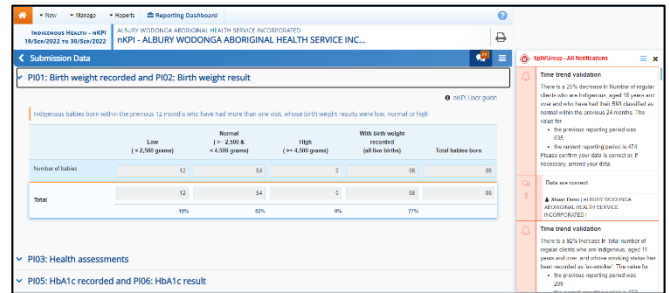 New Manage Reports Reporting Dashboard
INDIGENOUS HEALTH - NKPI
19/SEP/2022 TO 30/SEP/2022
ALBURY WODONGA ABORIGINAL HEALTH SERVICE INCORPORATED
nKPI - ALBURY WODONGA ABORIGINAL HEALTH SERVICE INC...
Submission Data
PI01: Birth weight recorded and PI02: Birth weight result
nKPI User guide
Indigenous babies born within the previous 12 months who have had more than one visit, whose birth weight results were low, normal or high
Low
( < 2,500 grams)
Normal
( >= 2,500 &
< 4,500 grams)
High
( >= 4,500 grams)
With birth weight
recorded
(all live births)
Total babies born
Number of babies 12 54 0 66 86
Total 12 54 0 66 86
18% 82% 77%
PI03: Health assessments
PI05: HbA1c recorded and PI06: HbA1c result
- All Notifications
Time trend validation
There is a 25% decrease in Number of regular
clients who are Indigenous, aged 18 years and
over and who have had their BMI classified as
normal within the previous 24 months. The
value for
• the previous reporting period was
635
• the current reporting period is 474
Please confirm your data is correct or, if
necessary, amend your data.
Data are correct
1
ALBURY WODONGA
ABORIGINAL HEALTH SERVICE
INCORPORATED
Time trend validation
There is a 92% increase in Total number of
regular clients who are Indigenous, aged 11
years and over, and whose smoking status has
been recorded as 'ex-smoker'. The value for
• the previous reporting period was
209